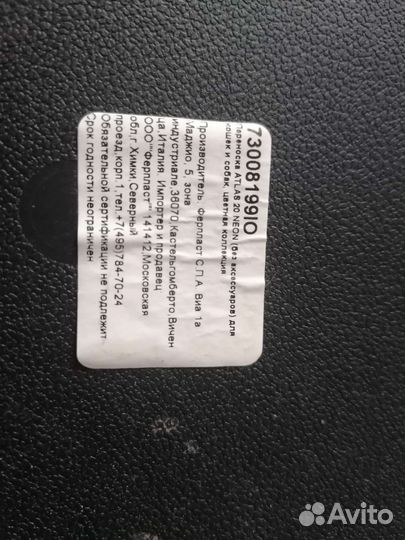 73008199IO
Переноска ATLAS 20 NEON (без аксессуаров) для
кошек и собак, цветная коллекция
Производитель: Ферпласт С.П.А. Виа 1а
Маджио, 5, зона
индустриале,36070,Кастельгомберто,Вичен
ца,Италия. Импортер и продавец
ООО""Ферпласт"" 141412,Московская
обл,г. Химки,Северный
проезд,корп.1,тел.+7(495)784-70-24
Обязательной сертификации не подлежит
Срок годности неограничен
Avito